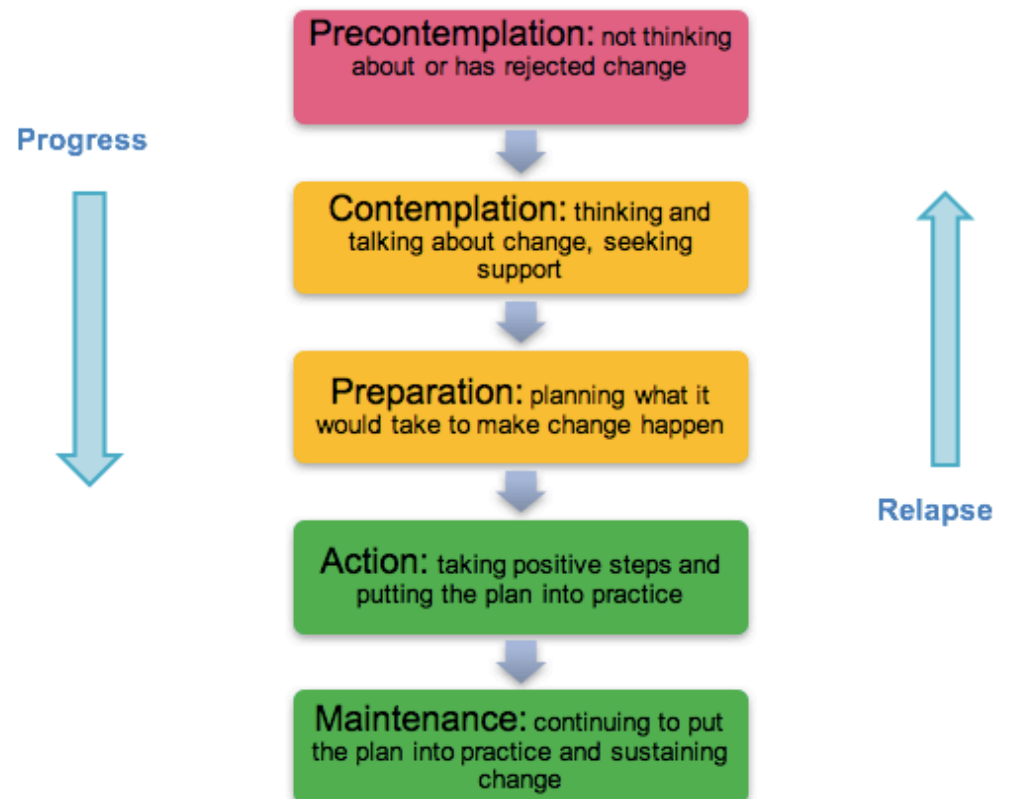 Precontemplation: not thinking
about or has rejected change
Progress
Contemplation: thinking and
talking about change, seeking
support
Preparation: planning what it
would take to make change happen
Relapse
Action: taking positive steps and
putting the plan into practice
Maintenance: continuing to put
the plan into practice and sustaining
change